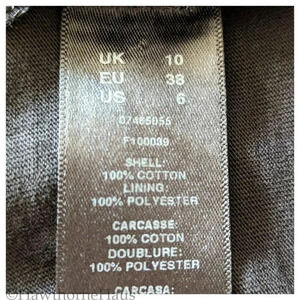 UK 10
EU 38
US 6
07465055
F100039
SHELL:
100% COTTON
LINING:
100% POLYESTER
CARCASSE:
100% COTON
DOUBLURE:
100% POLYESTER
CARCASA:
©HawthorneHaus